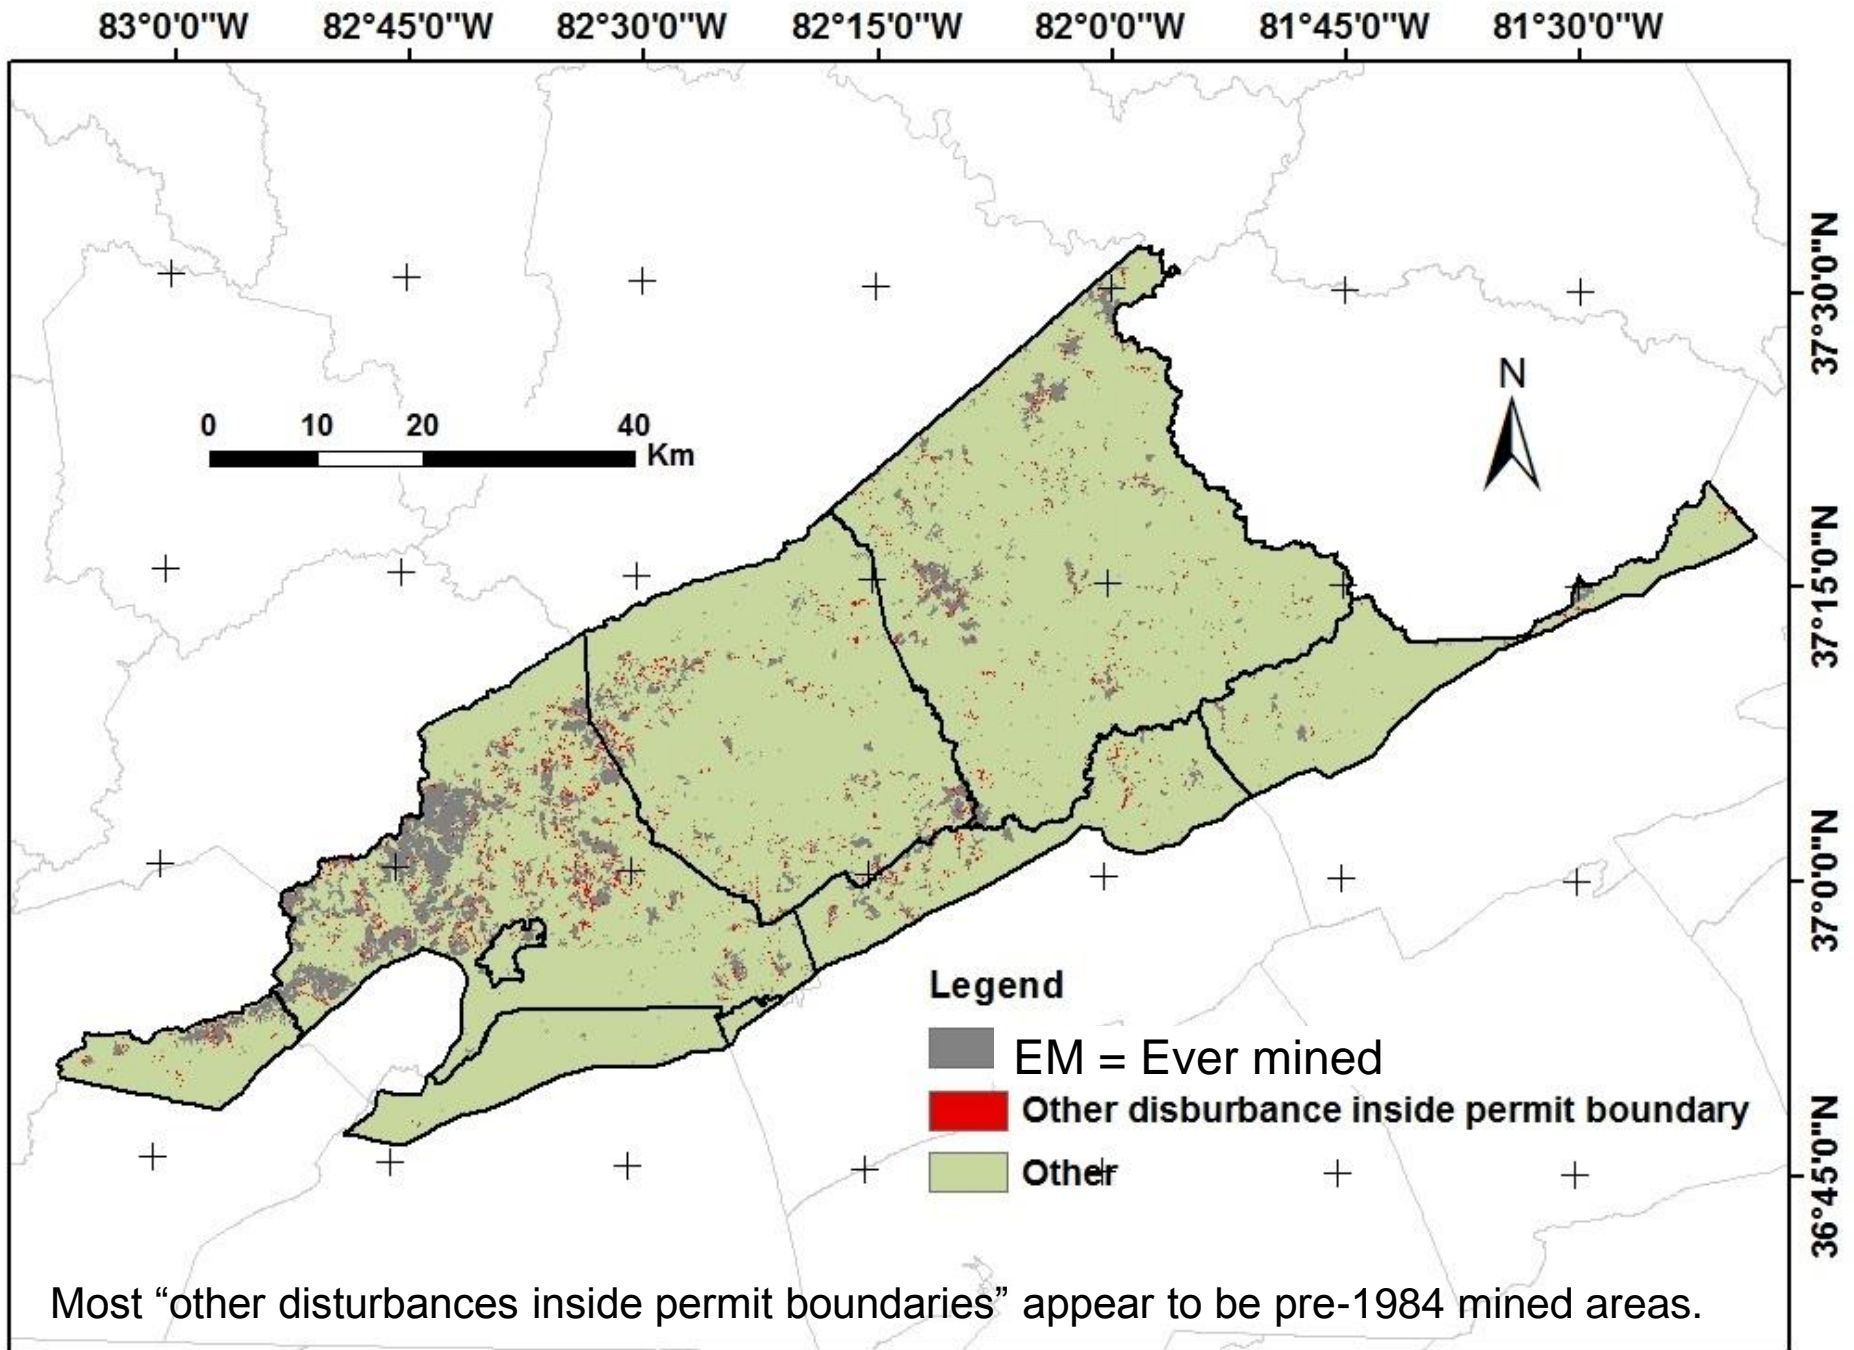 83°0'0"W 82°45'0"W 82°30'0"W 82°15'0"W 82°0'0"W 81°45'0"W 81°30'0"W
37°30'0"N
N
0 10 20 40
Km
37°15'0"N
37°0'0"N
Legend
EM = Ever mined
Other disburbance inside permit boundary
Other
36°45'0"N
Most “other disturbances inside permit boundaries” appear to be pre-1984 mined areas.